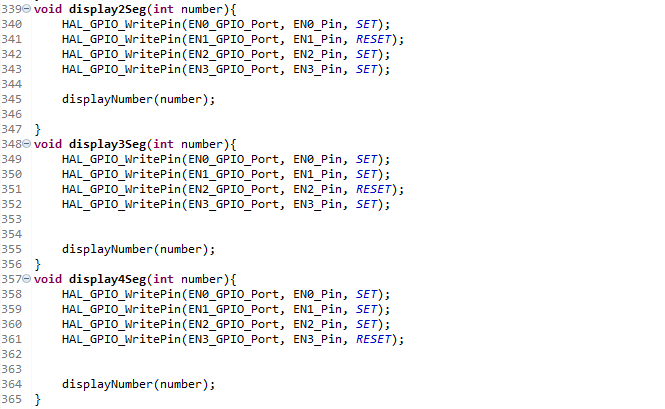 339 void display2Seg(int number){
340 HAL_GPIO_WritePin(EN0_GPIO_Port, EN0_Pin, SET);
341 HAL_GPIO_WritePin(EN1_GPIO_Port, EN1_Pin, RESET);
342 HAL_GPIO_WritePin(EN2_GPIO_Port, EN2_Pin, SET);
343 HAL_GPIO_WritePin(EN3_GPIO_Port, EN3_Pin, SET);
344
345 displayNumber(number);
346
347 }
348 void display3Seg(int number){
349 HAL_GPIO_WritePin(EN0_GPIO_Port, EN0_Pin, SET);
350 HAL_GPIO_WritePin(EN1_GPIO_Port, EN1_Pin, SET);
351 HAL_GPIO_WritePin(EN2_GPIO_Port, EN2_Pin, RESET);
352 HAL_GPIO_WritePin(EN3_GPIO_Port, EN3_Pin, SET);
353
354
355 displayNumber(number);
356 }
357 void display4Seg(int number){
358 HAL_GPIO_WritePin(EN0_GPIO_Port, EN0_Pin, SET);
359 HAL_GPIO_WritePin(EN1_GPIO_Port, EN1_Pin, SET);
360 HAL_GPIO_WritePin(EN2_GPIO_Port, EN2_Pin, SET);
361 HAL_GPIO_WritePin(EN3_GPIO_Port, EN3_Pin, RESET);
362
363
364 displayNumber(number);
365 }